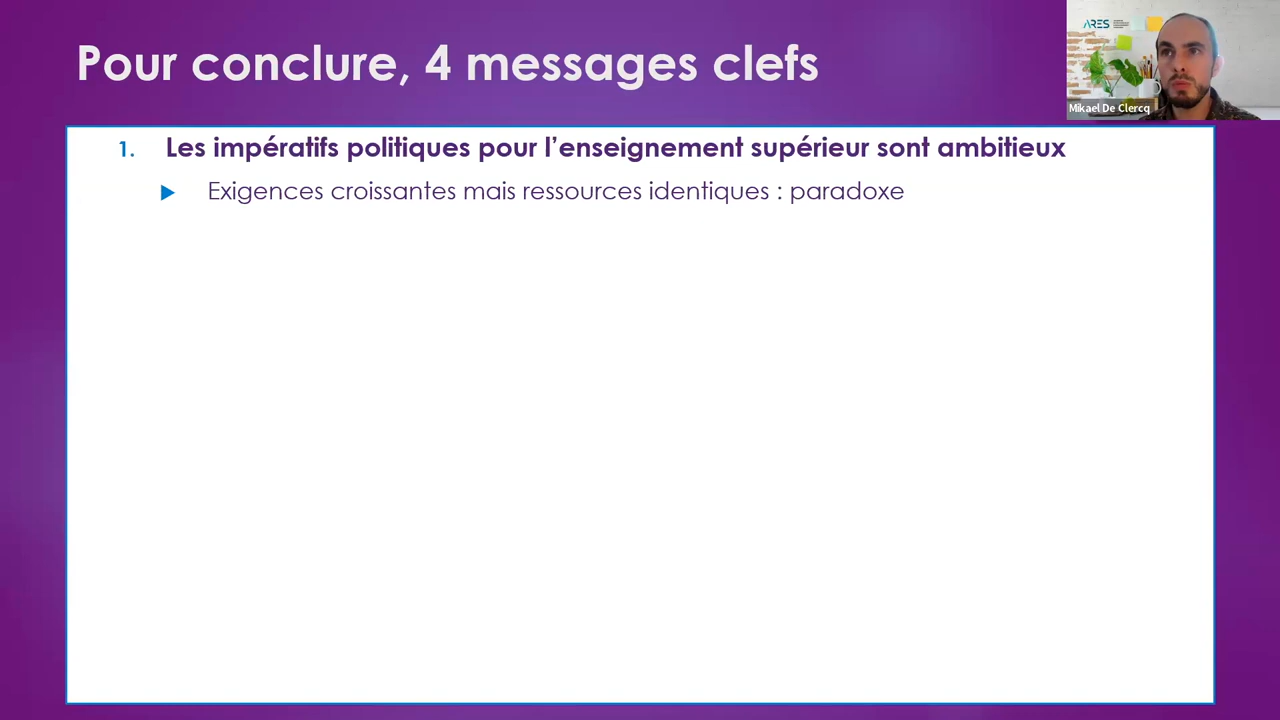 Pour conclure, 4 messages clefs
ARES
Mikael De Clercq
1. Les impératifs politiques pour l’enseignement supérieur sont ambitieux
Exigences croissantes mais ressources identiques : paradoxe